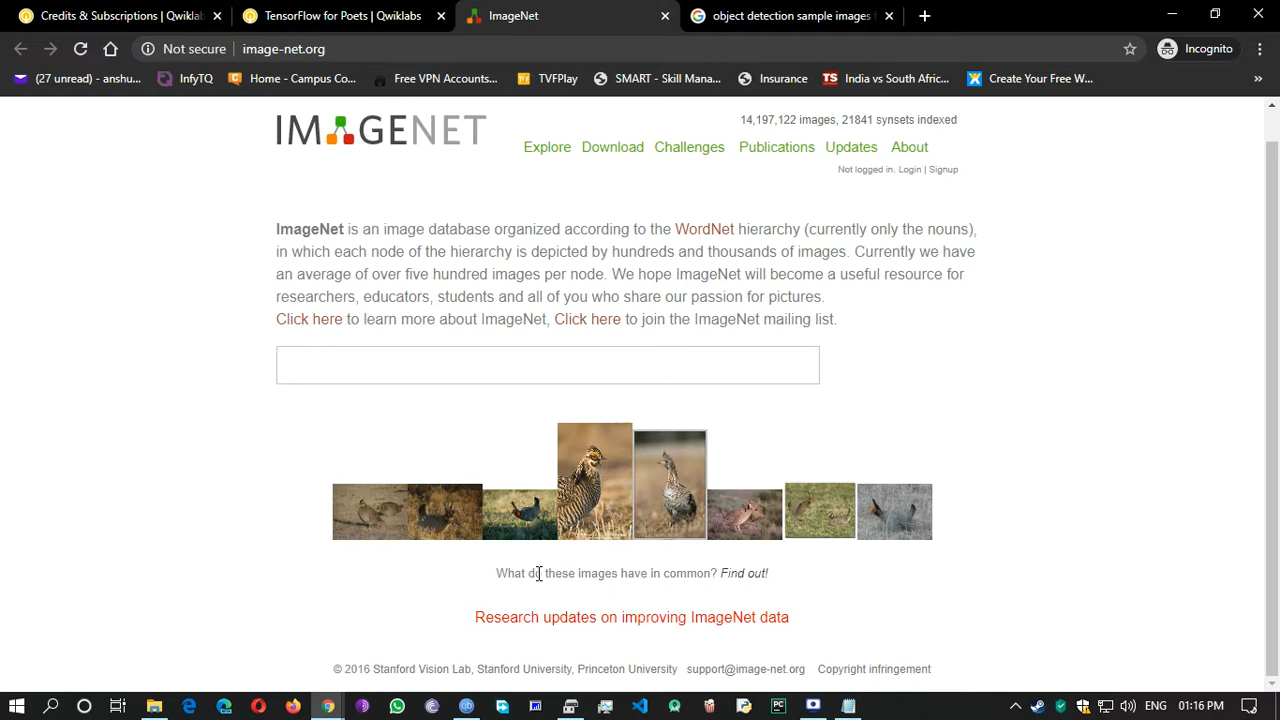 Credits & Subscriptions | Qwikla
TensorFlow for Poets | Qwiklabs
ImageNet
object detection sample images f
Not secure
image-net.org
Incognito
(27 unread) - anshu...
InfyTQ
Home - Campus Co...
Free VPN Accounts...
TVFPlay
SMART - Skill Mana...
Insurance
TS
India vs South Afric...
Create Your Free W...
»
IMAGENET
14,197,122 images, 21841 synsets indexed
Explore Download Challenges Publications Updates About
Not logged in. Login | Signup
ImageNet is an image database organized according to the WordNet hierarchy (currently only the nouns),
in which each node of the hierarchy is depicted by hundreds and thousands of images. Currently we have
an average of over five hundred images per node. We hope ImageNet will become a useful resource for
researchers, educators, students and all of you who share our passion for pictures.
Click here to learn more about ImageNet, Click here to join the ImageNet mailing list.
What do these images have in common? Find out!
Research updates on improving ImageNet data
© 2016 Stanford Vision Lab, Stanford University, Princeton University support@image-net.org Copyright infringement
ENG
01:16 PM